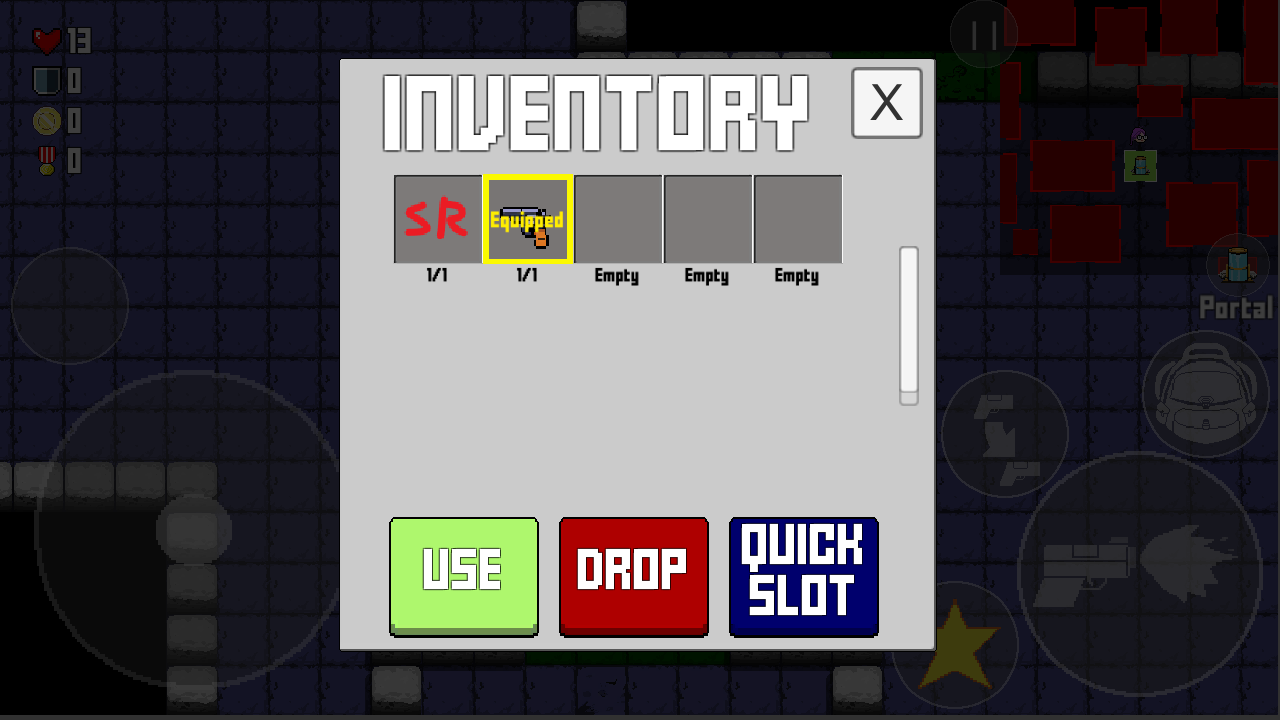 13
0
0
0
INVENTORY
X
SR
Equipped
1/1
1/1
Empty
Empty
Empty
Portal
USE
DROP
QUICK
SLOT